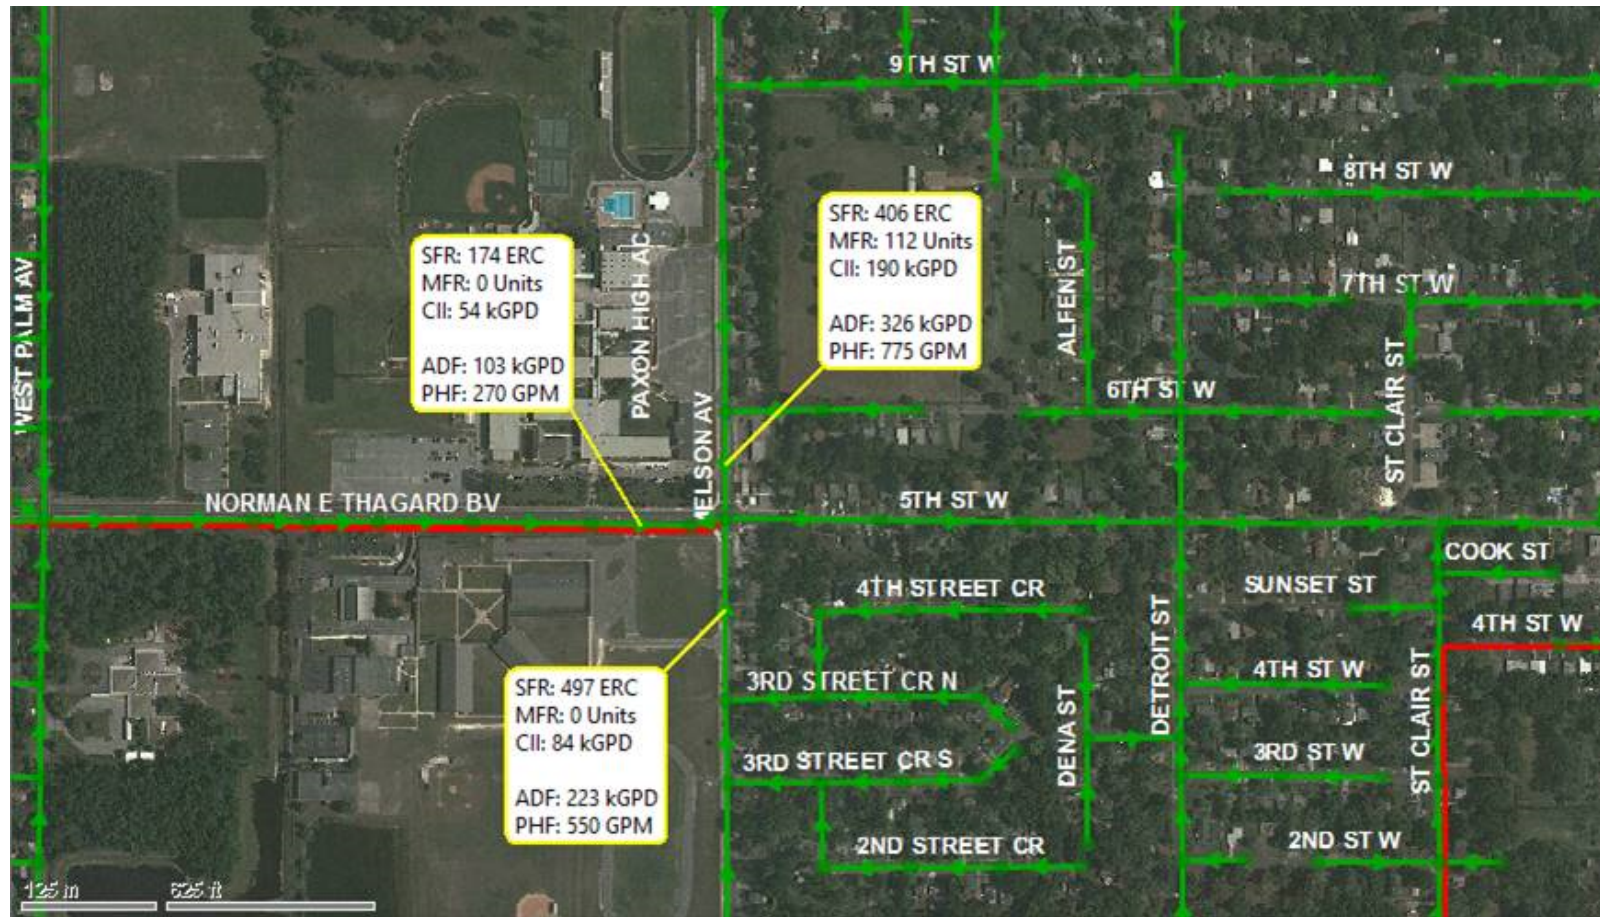 9TH ST W
8TH ST W
SFR: 406 ERC
MFR: 112 Units
CII: 190 kGPD
ADF: 326 kGPD
PHF: 775 GPM
SFR: 174 ERC
MFR: 0 Units
CII: 54 kGPD
ADF: 103 kGPD
PHF: 270 GPM
WEST PALM AV
PAXON HIGH AC
ALFEN ST
7TH ST W
ST CLAIR ST
6TH ST W
MELSON AV
NORMAN E THAGARD BV
5TH ST W
COOK ST
4TH STREET CR
SUNSET ST
4TH ST W
SFR: 497 ERC
MFR: 0 Units
CII: 84 kGPD
ADF: 223 kGPD
PHF: 550 GPM
3RD STREET CR N
DENA ST
DETROIT ST
4TH ST W
ST CLAIR ST
3RD STREET CR S
3RD ST W
2ND STREET CR
2ND ST W
125 m
625 ft